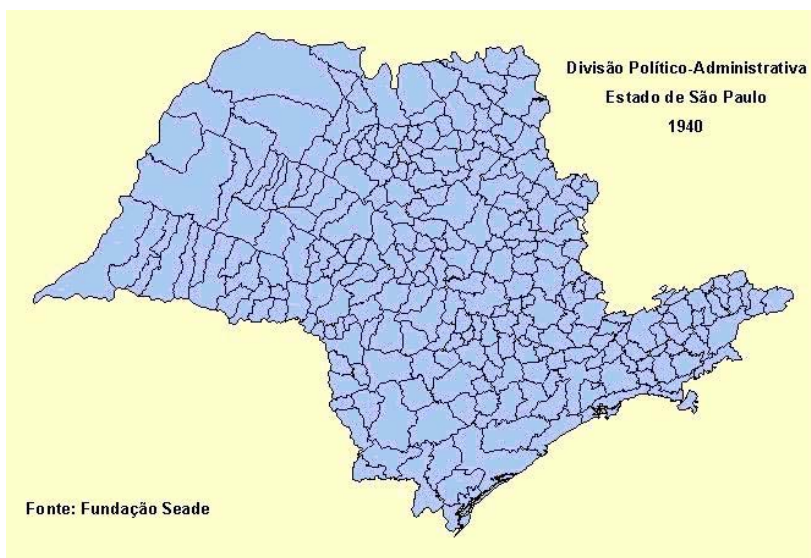 Divisão Político-Administrativa
Estado de São Paulo
1940
Fonte: Fundação Seade